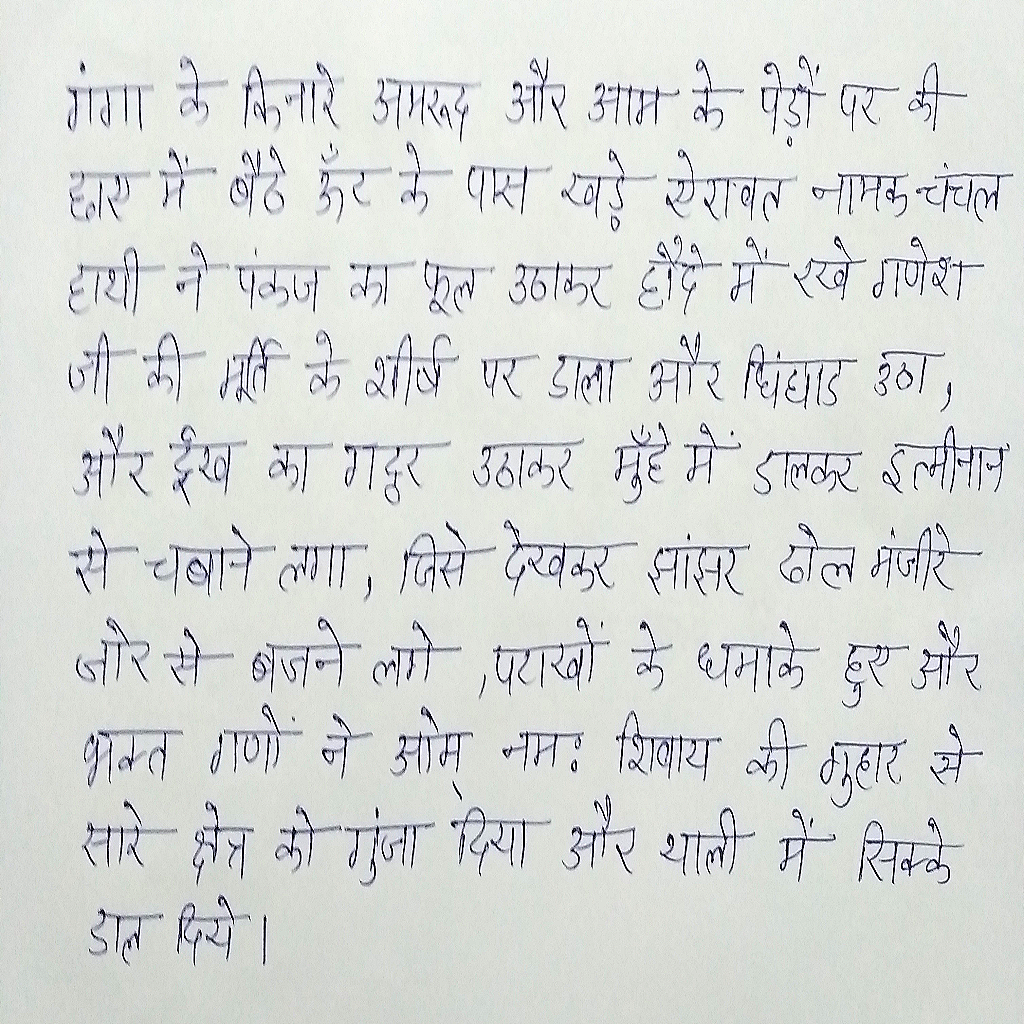 गंगा के किनारे अमरूद और आम के पेड़ों पर की
छाए में बैठे ऊँट के पास खड़े ऐरावत नामक चंचल
हाथी ने पंकज का फूल उठाकर हौदे में रखे गणेश
जी की मूर्ति के शीर्ष पर डाला और चिंघाड उठा,
और ईख का गट्ठर उठाकर मुँह में डालकर इत्मीनान
से चबाने लगा, जिसे देखकर झांझर ढोल मंजीरे
जोर से बजने लगे ,पटाखों के धमाके हुए और
भक्त गणों ने ओम् नमः शिवाय की गुहार से
सारे क्षेत्र को गुंजा दिया और थाली में सिक्के
डाल दिये।